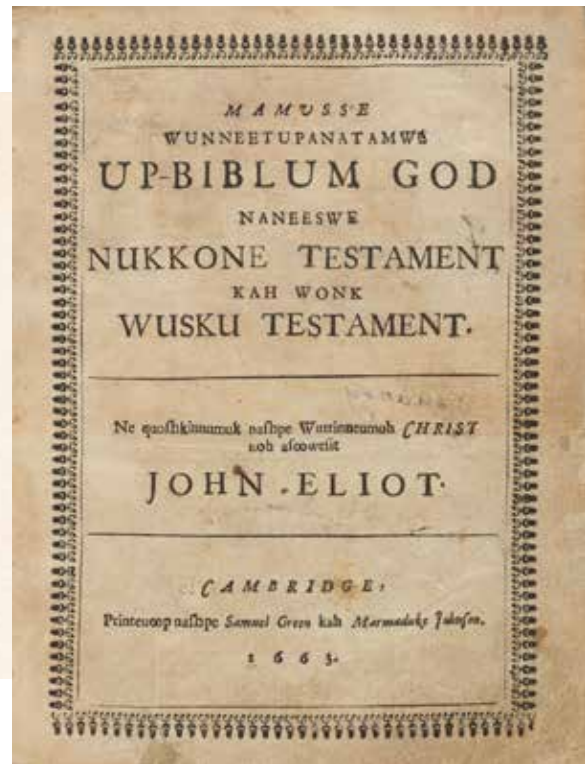 MAMUSSE
WUNNEETUPANATAMWE
UP-BIBLUM GOD
NANEESWE
NUKKONE TESTAMENT
KAH WONK
WUSKU TESTAMENT.
Ne quoſhkinnumuk naſhpe Wuttinneumoh CHRIST
noh aſoowesit
JOHN ELIOT.
CAMBRIDGE:
Printeuoop naſhpe Samuel Green kah Marmaduke Johnſon.
1663.